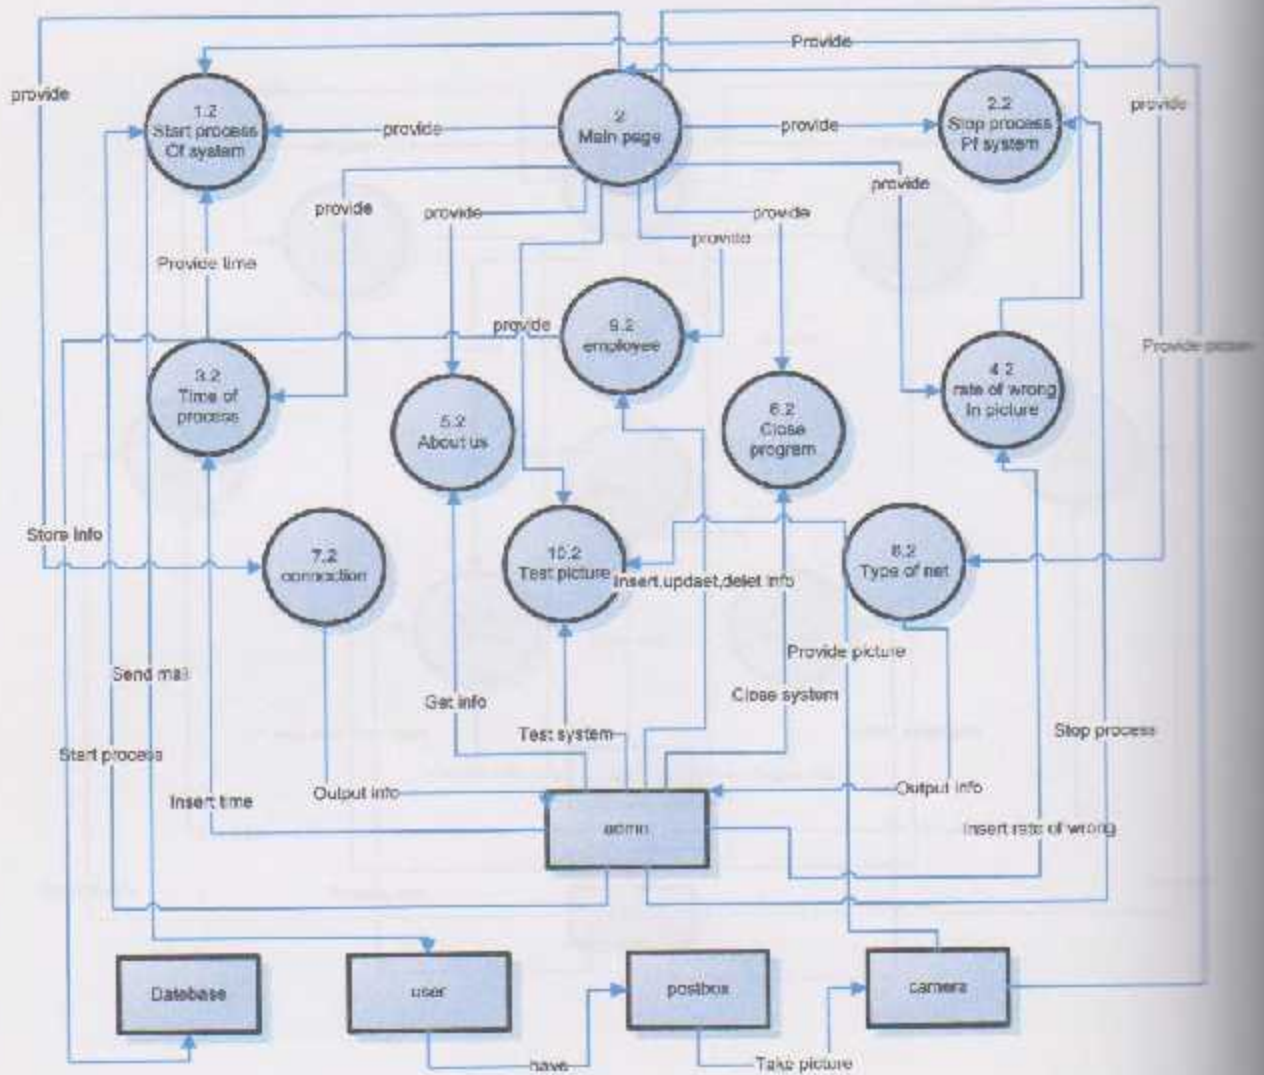 Provide
provide
provide
1.2
Start process
Of system
provide
2
Main page
provide
2.2
Stop process
Pf system
provide
provide
provide
provide
provide
Provide time
provide
9.2
employee
Provide
3.2
Time of
process
5.2
About us
6.2
Close
program
4.2
rate of wrong
In picture
Store Info
7.2
connection
10.2
Test picture
Insert,updaet,delet info
8.2
Type of net
Provide picture
Send mail
Get info
Close system
Test system
Stop process
Start process
Insert time
Output info
Output info
admin
Insert rate of wrong
Datebase
user
postbox
camera
have
Take picture